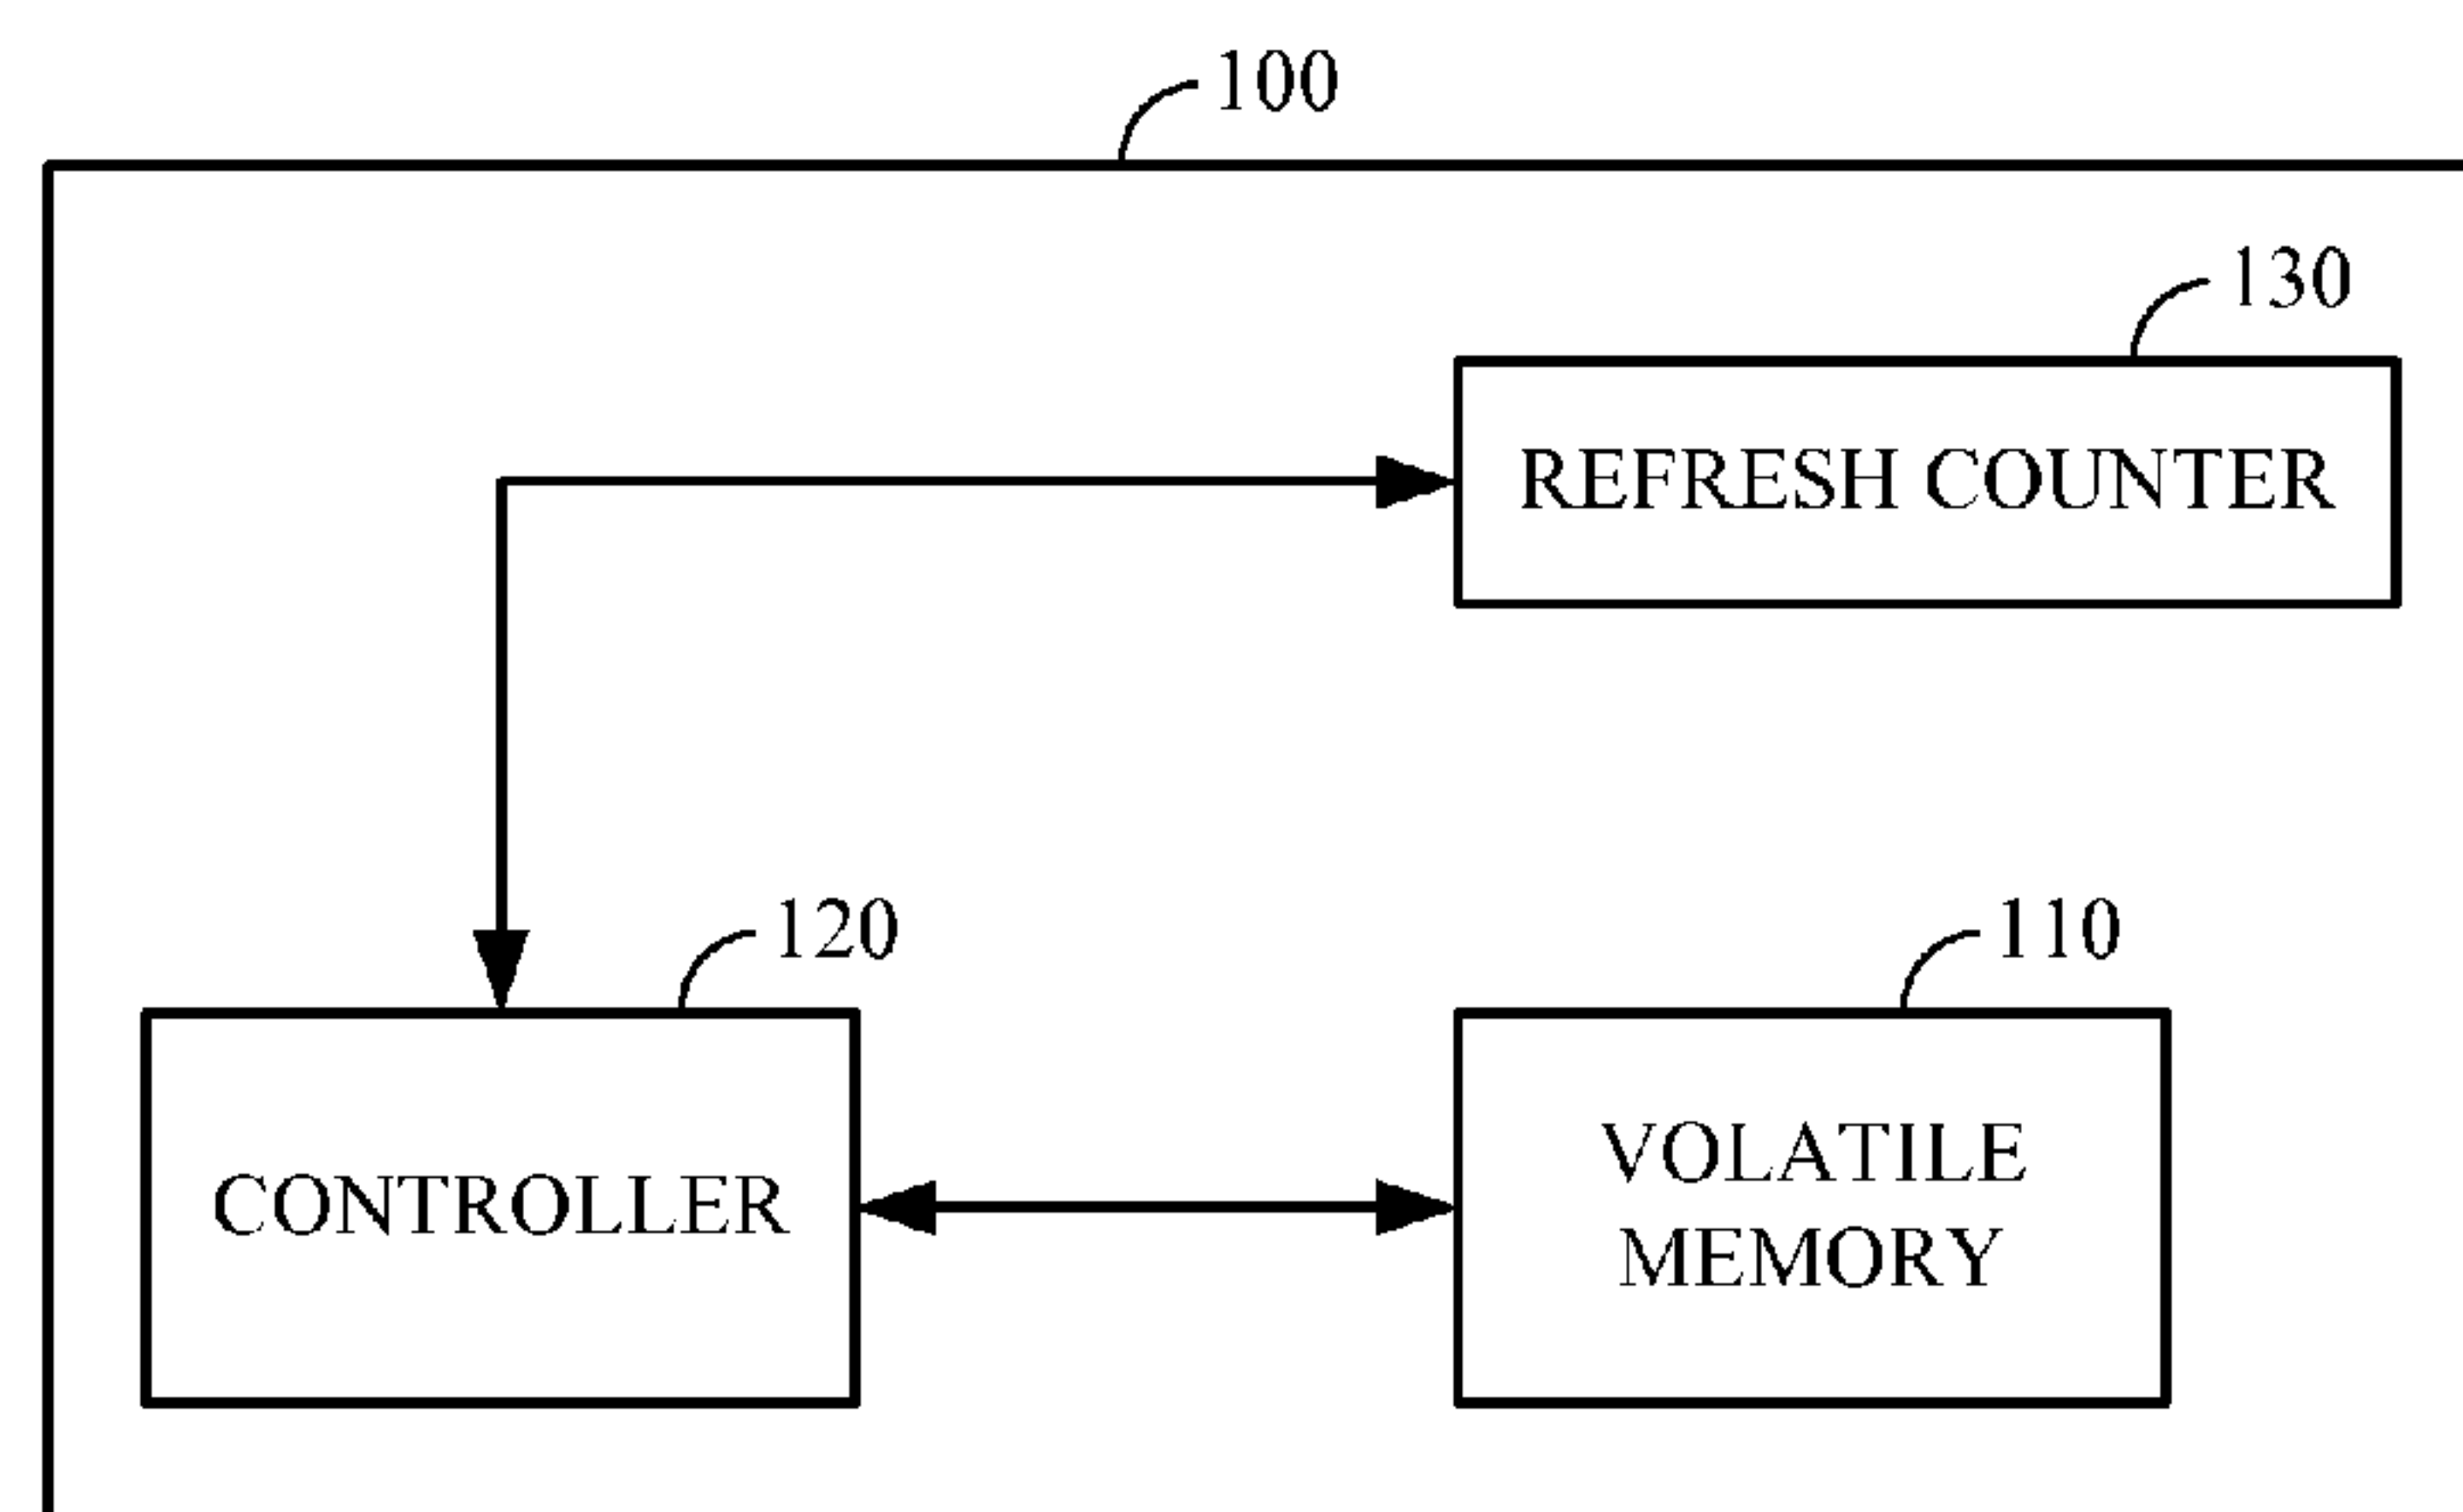 100
130
REFRESH COUNTER
120
110
CONTROLLER
VOLATILE
MEMORY